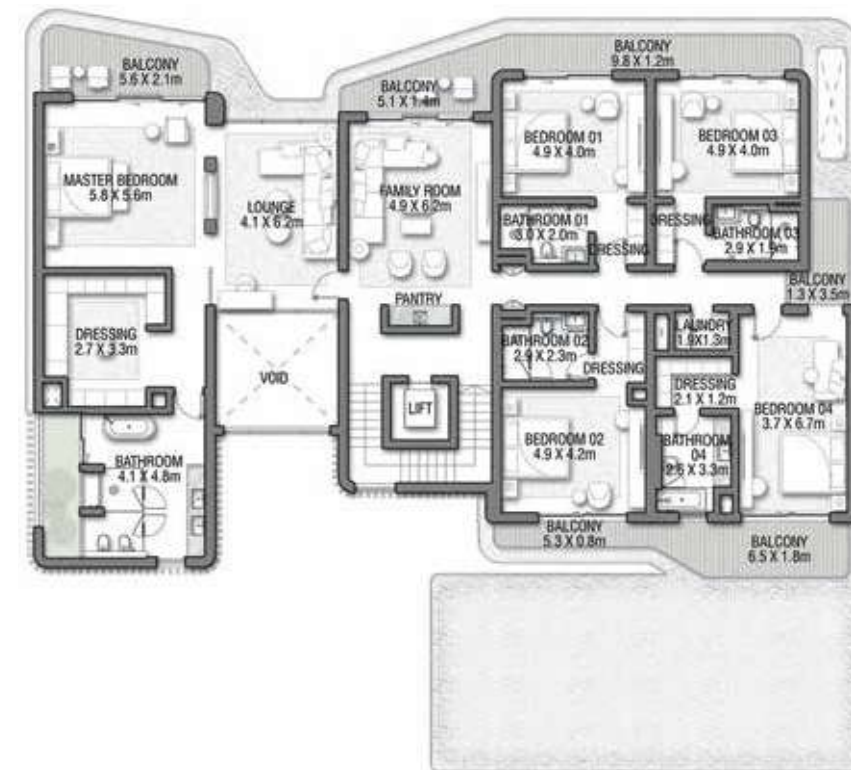 BALCONY
5.6 X 2.1m
BALCONY
5.1 X 1.4m
BALCONY
9.8 X 1.2m
MASTER BEDROOM
5.8 X 5.6m
LOUNGE
4.1 X 6.2m
FAMILY ROOM
4.9 X 6.2m
BEDROOM 01
4.9 X 4.0m
BEDROOM 03
4.9 X 4.0m
BATHROOM 01
3.0 X 2.0m
DRESSING
DRESSING
BATHROOM 03
2.9 X 1.9m
BALCONY
1.3 X 3.5m
PANTRY
DRESSING
2.7 X 3.3m
VOID
LIFT
BATHROOM 02
2.9 X 2.3m
DRESSING
LAUNDRY
1.9X1.3m
DRESSING
2.1 X 1.2m
BEDROOM 04
3.7 X 6.7m
BEDROOM 02
4.9 X 4.2m
BATHROOM
04
2.6 X 3.3m
BATHROOM
4.1 X 4.8m
BALCONY
5.3 X 0.8m
BALCONY
6.5 X 1.8m